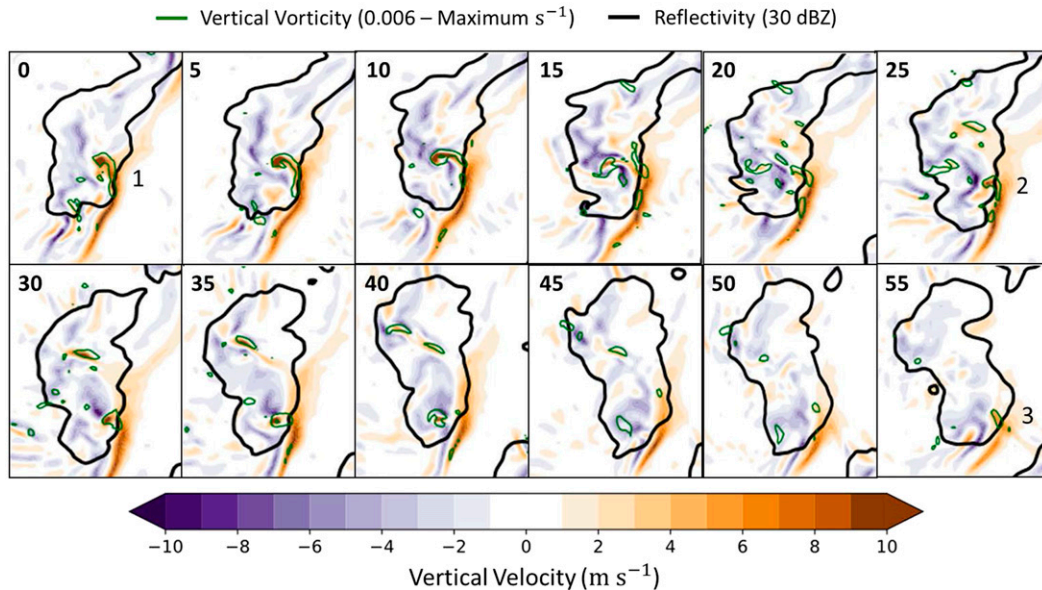 Vertical Vorticity (0.006 – Maximum s⁻¹) Reflectivity (30 dBZ)
0 5 10 15 20 25
1 2
30 35 40 45 50 55
3
−10 −8 −6 −4 −2 0 2 4 6 8 10
Vertical Velocity (m s⁻¹)